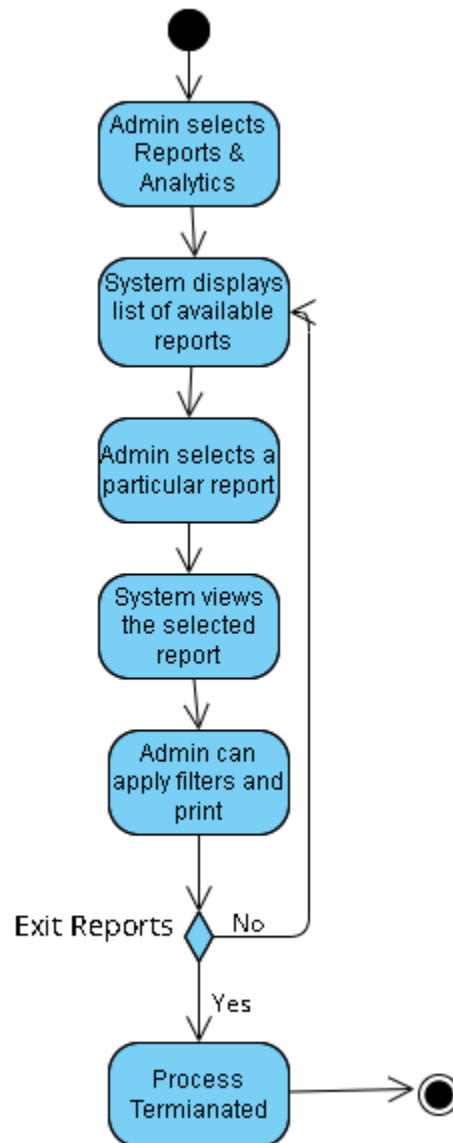 Admin selects
Reports &
Analytics
System displays
list of available
reports
Admin selects a
particular report
System views
the selected
report
Admin can
apply filters and
print
Exit Reports
No
Yes
Process
Termianated